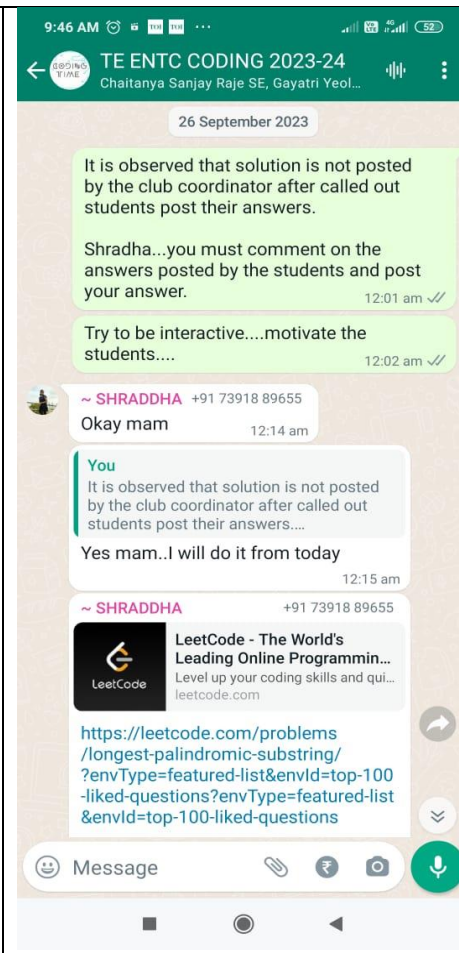 9:46 AM
TOI TOI ...
4G
52
CODING
TIME
TE ENTC CODING 2023-24
Chaitanya Sanjay Raje SE, Gayatri Yeol...
26 September 2023
It is observed that solution is not posted
by the club coordinator after called out
students post their answers.
Shradha...you must comment on the
answers posted by the students and post
your answer.
12:01 am
Try to be interactive....motivate the
students....
12:02 am
~ SHRADDHA +91 73918 89655
Okay mam
12:14 am
You
It is observed that solution is not posted
by the club coordinator after called out
students post their answers....
Yes mam..I will do it from today
12:15 am
~ SHRADDHA +91 73918 89655
LeetCode
LeetCode - The World's
Leading Online Programmin...
Level up your coding skills and qui...
leetcode.com
https://leetcode.com/problems
/longest-palindromic-substring/
?envType=featured-list&envId=top-100
-liked-questions?envType=featured-list
&envId=top-100-liked-questions
Message
₹